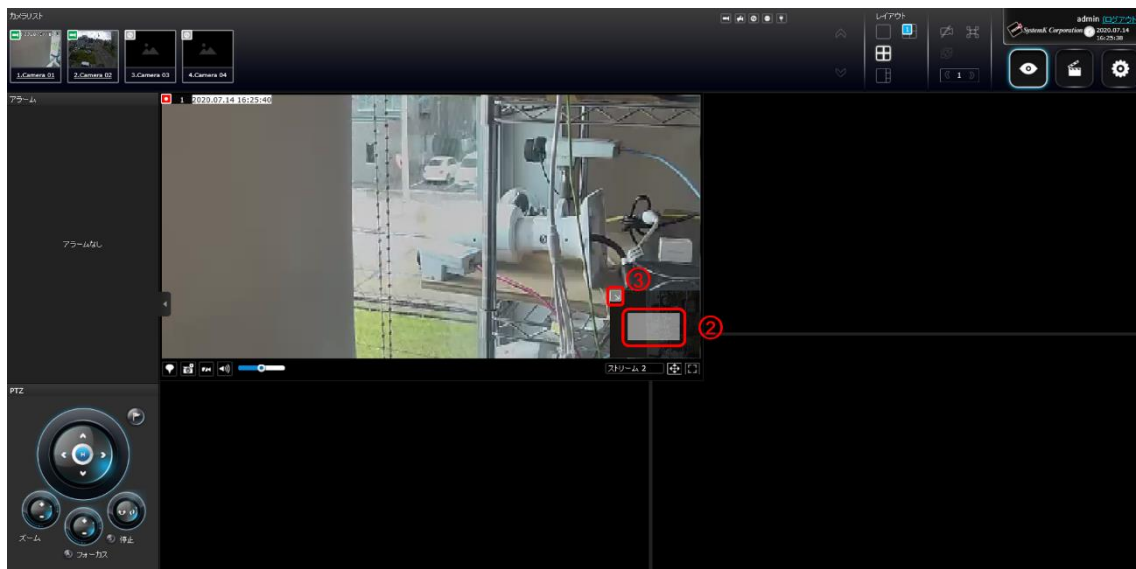 カメラリスト
レイアウト
admin (ログアウト)
SystemK Corporation
2020.07.14
16:25:38
1
1.Camera 01
2.Camera 02
3.Camera 03
4.Camera 04
1
アラーム
1 2020.07.14 16:25:40
アラームなし
③
②
ストリーム 2
PTZ
ズーム
停止
フォーカス